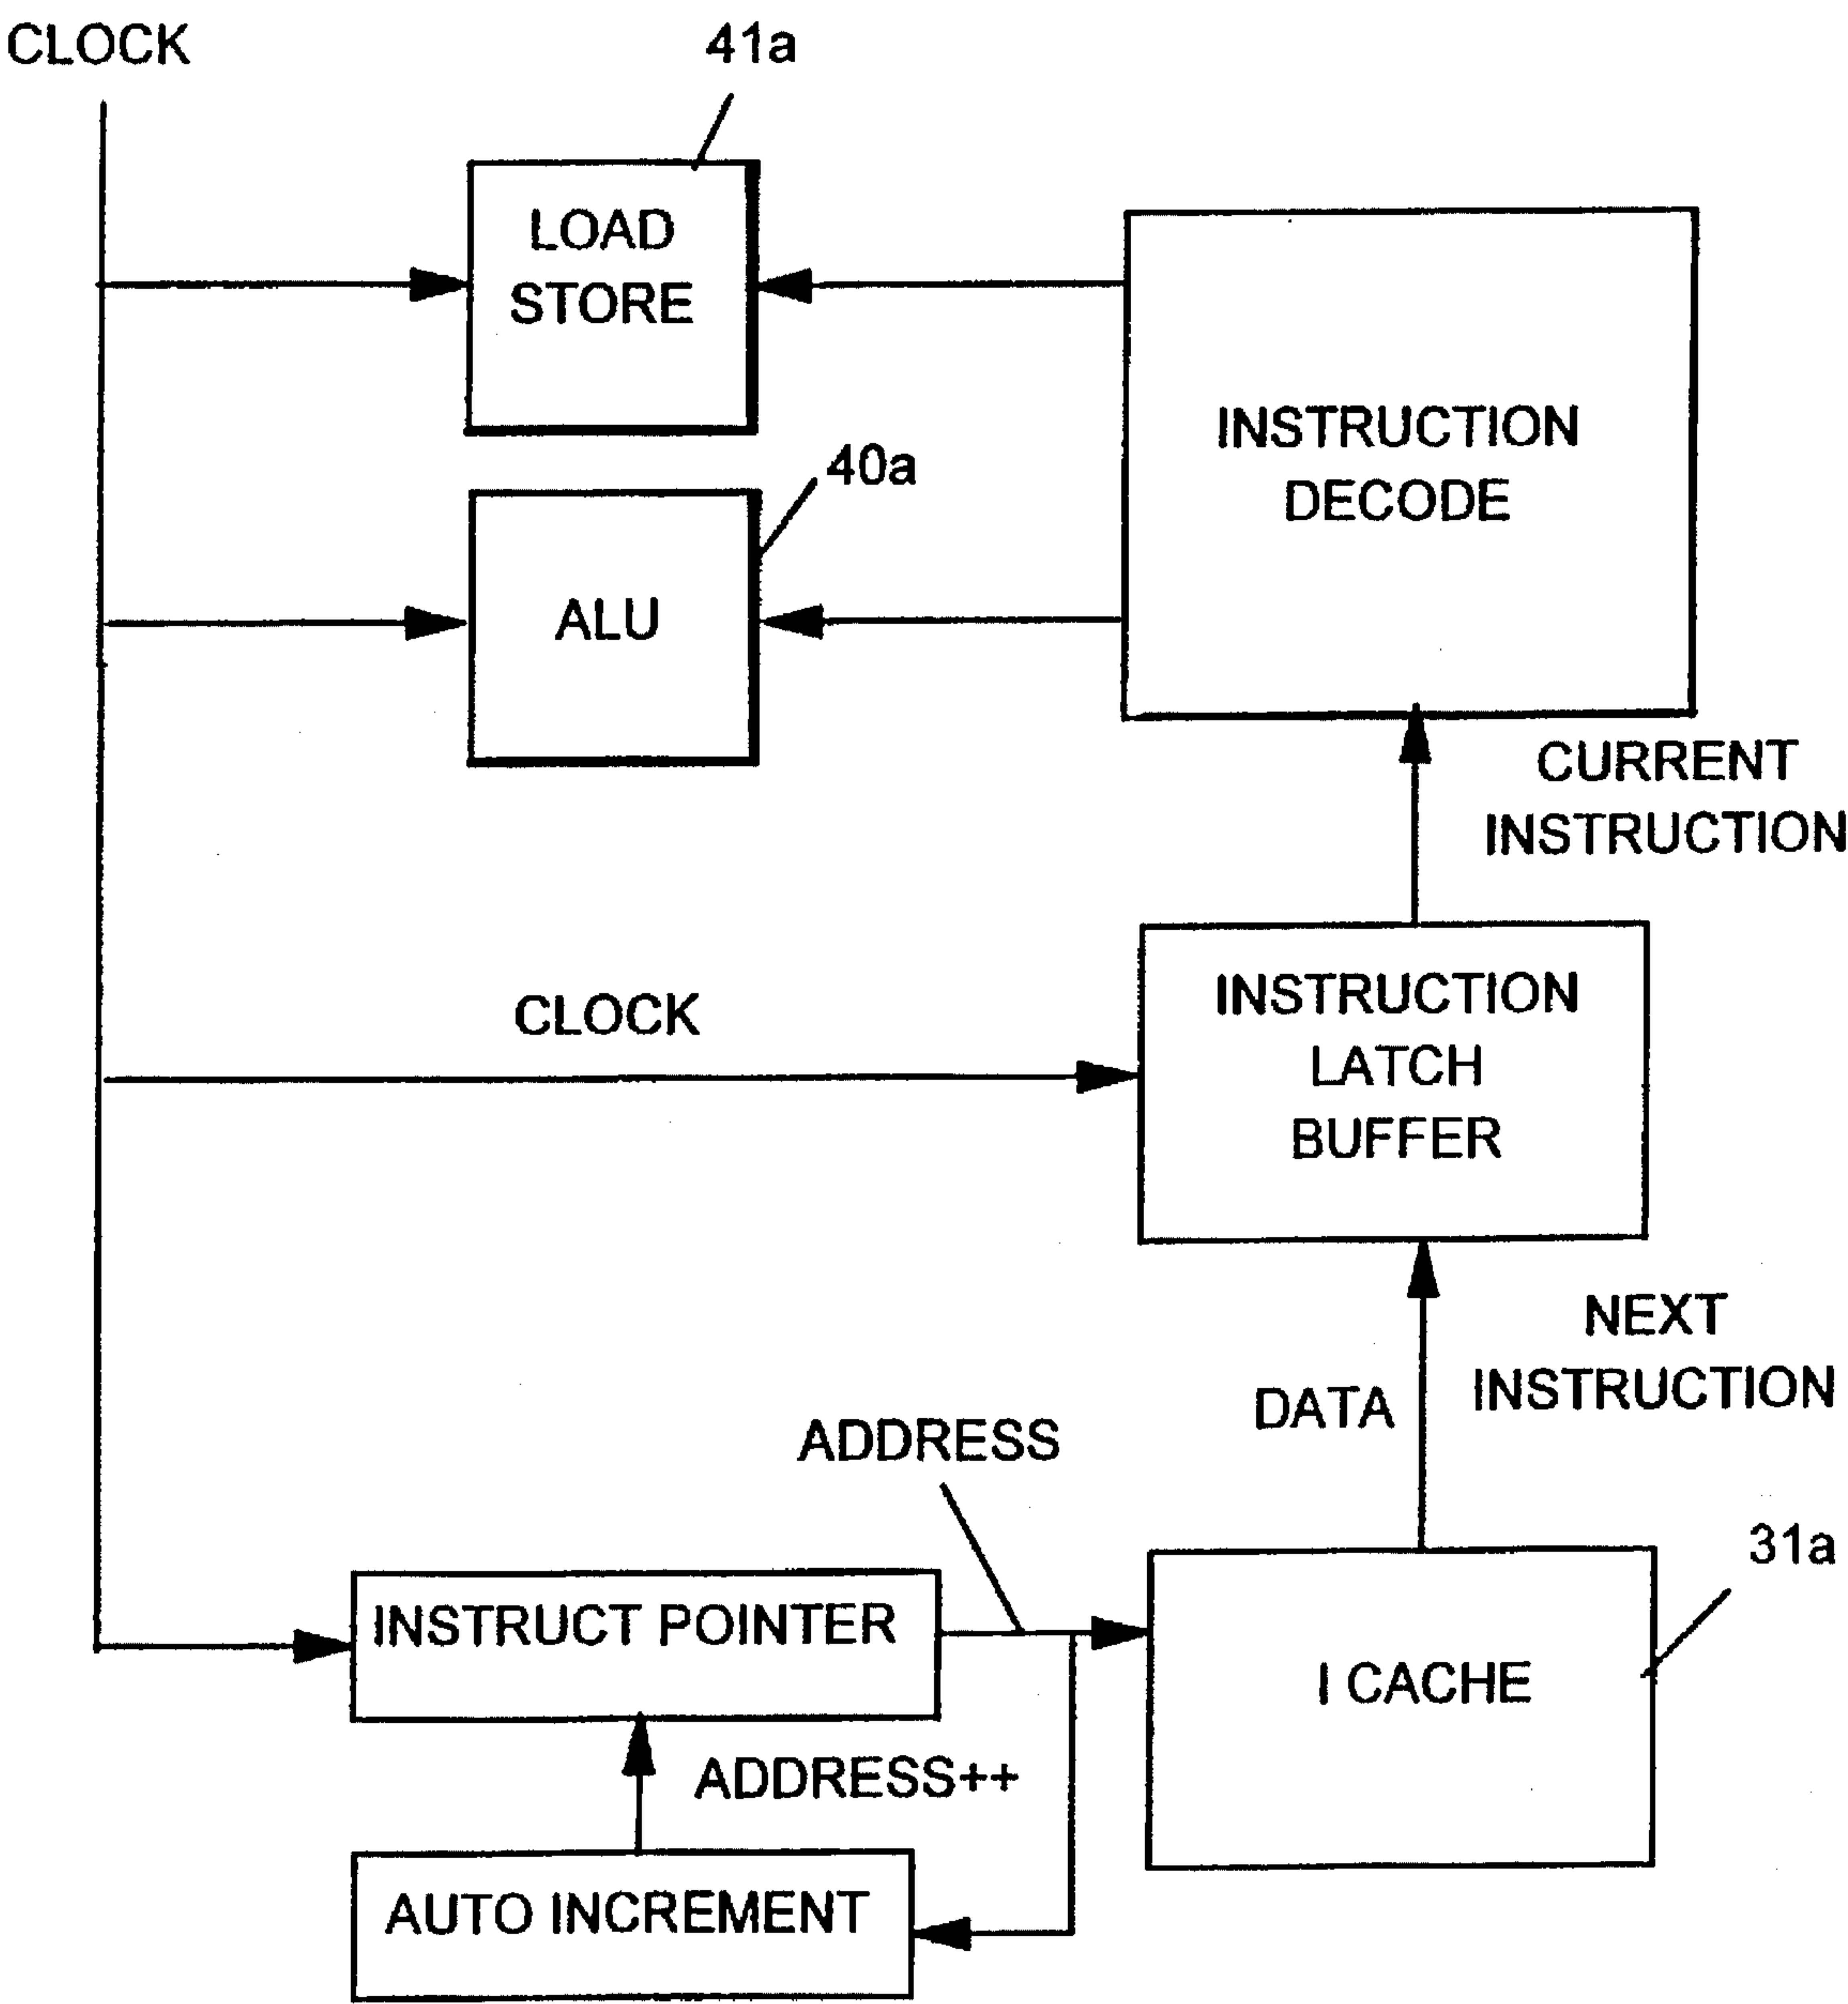 CLOCK
41a
LOAD
STORE
INSTRUCTION
DECODE
40a
ALU
CURRENT
INSTRUCTION
INSTRUCTION
LATCH
BUFFER
CLOCK
NEXT
INSTRUCTION
DATA
ADDRESS
31a
INSTRUCT POINTER
I CACHE
ADDRESS++
AUTO INCREMENT